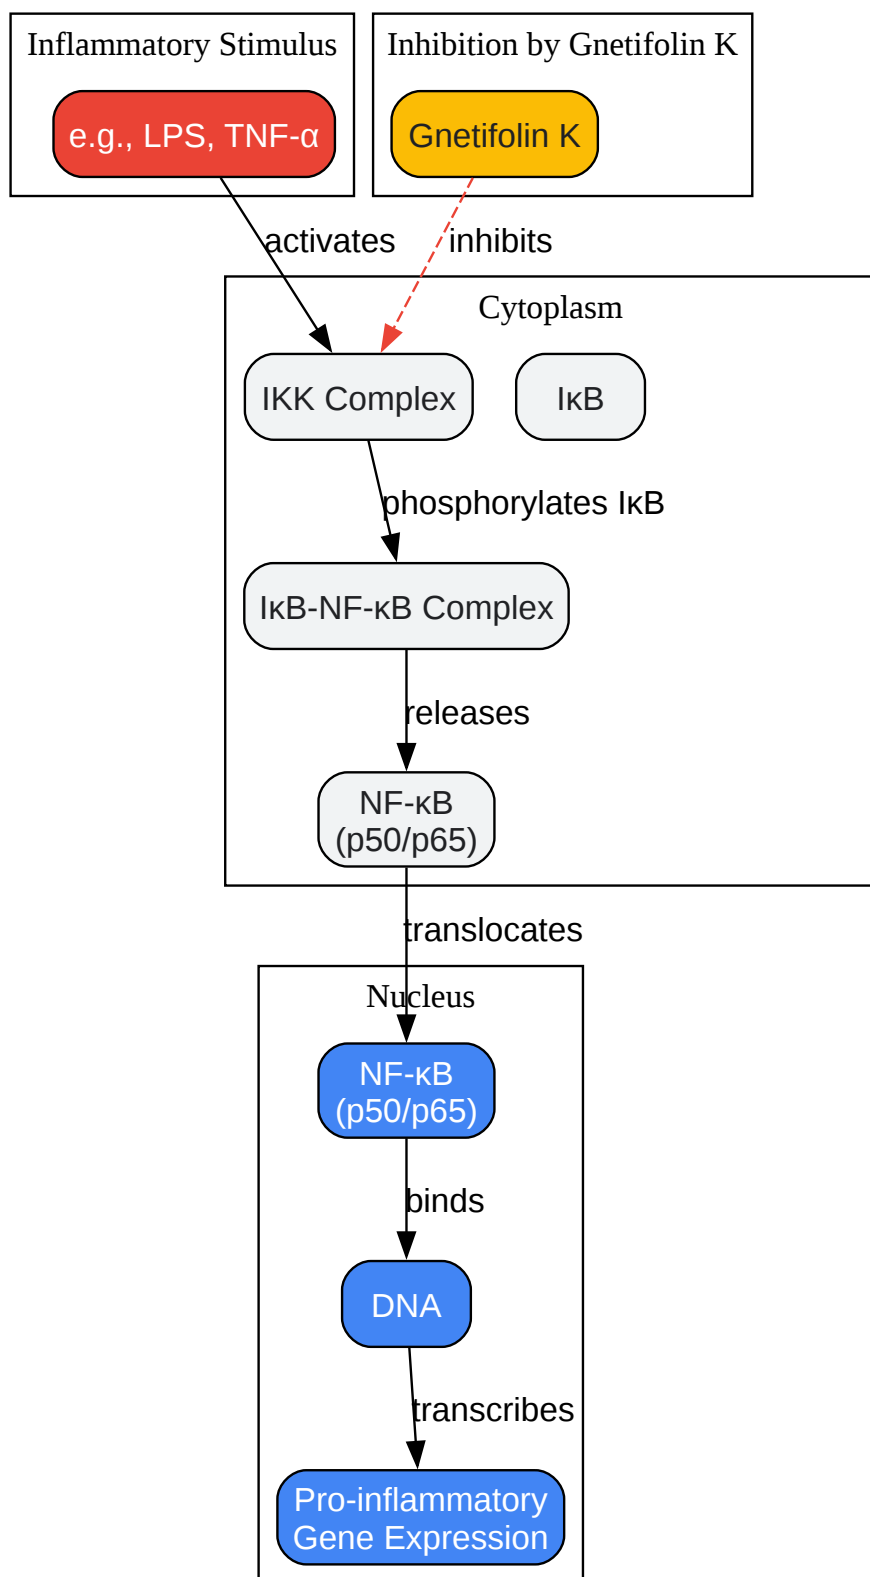 Inflammatory Stimulus
Inhibition by Gnetifolin K
e.g., LPS, TNF-α
Gnetifolin K
activates
inhibits
Cytoplasm
IKK Complex
IκB
phosphorylates IκB
IκB-NF-κB Complex
releases
NF-κB
(p50/p65)
translocates
Nucleus
NF-κB
(p50/p65)
binds
DNA
transcribes
Pro-inflammatory
Gene Expression